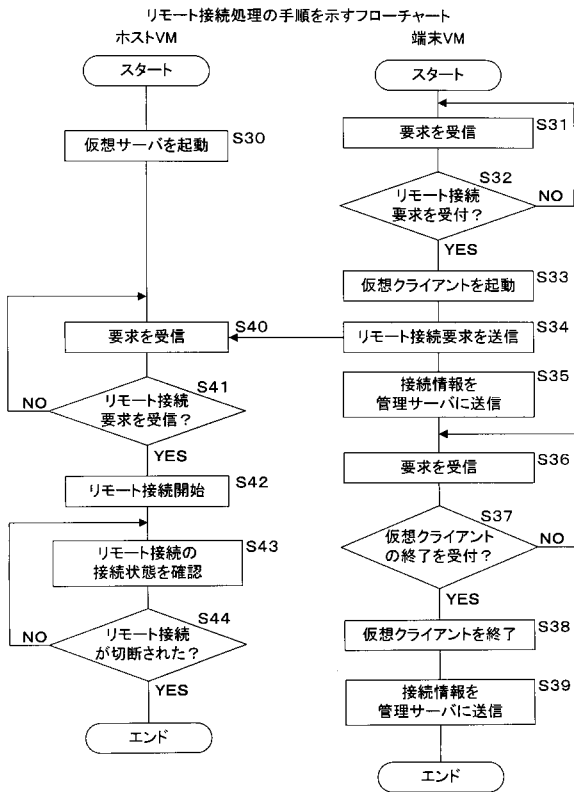 リモート接続処理の手順を示すフローチャート
ホストVM
スタート
仮想サーバを起動
S30
要求を受信
S40
リモート接続
要求を受信?
S41
NO
YES
リモート接続開始
S42
リモート接続の
接続状態を確認
S43
リモート接続
が切断された?
S44
NO
YES
エンド
端末VM
スタート
要求を受信
S31
リモート接続
要求を受付?
S32
NO
YES
仮想クライアントを起動
S33
リモート接続要求を送信
S34
接続情報を
管理サーバに送信
S35
要求を受信
S36
仮想クライアント
の終了を受付?
S37
NO
YES
仮想クライアントを終了
S38
接続情報を
管理サーバに送信
S39
エンド